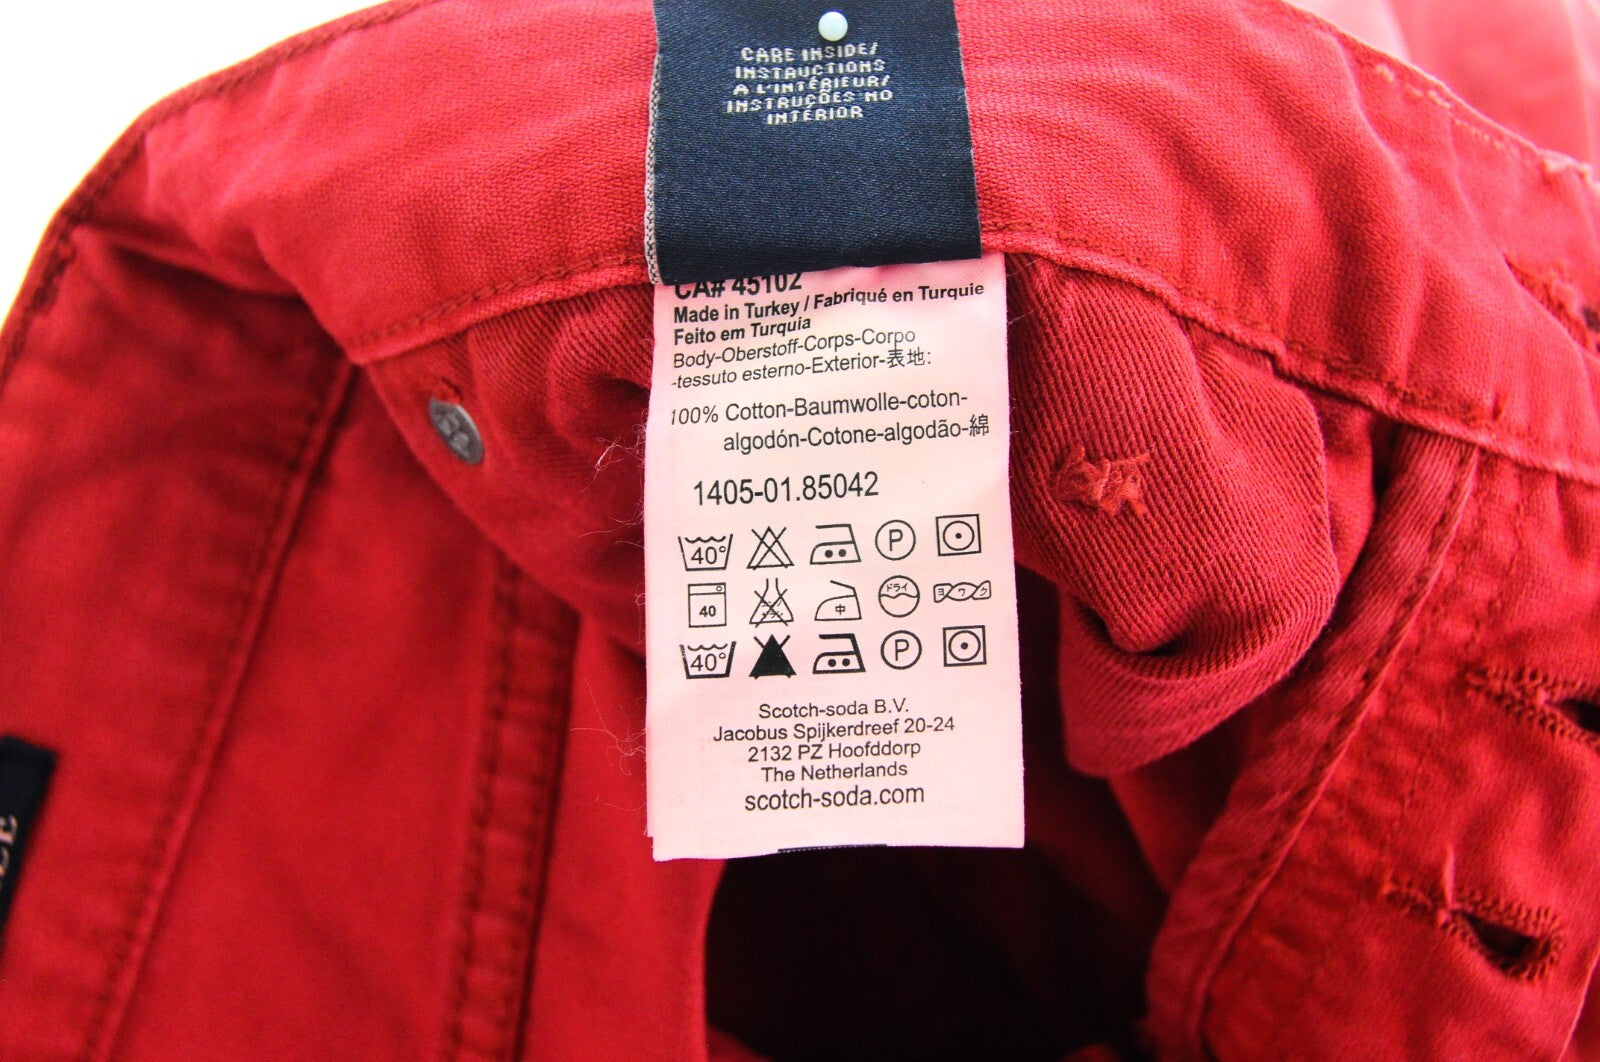 CARE INSIDE/
INSTRUCTIONS
A L'INTÉRIEUR/
INSTRUÇÕES NO
INTÉRIOR
CA# 45102
Made in Turkey / Fabriqué en Turquie
Feito em Turquia
Body-Oberstoff-Corps-Corpo
-tessuto esterno-Exterior-表地:
100% Cotton-Baumwolle-coton-
algodón-Cotone-algodão-綿
1405-01.85042
40° P
40 中 ドライ ヨワク
40° P
Scotch-soda B.V.
Jacobus Spijkerdreef 20-24
2132 PZ Hoofddorp
The Netherlands
scotch-soda.com